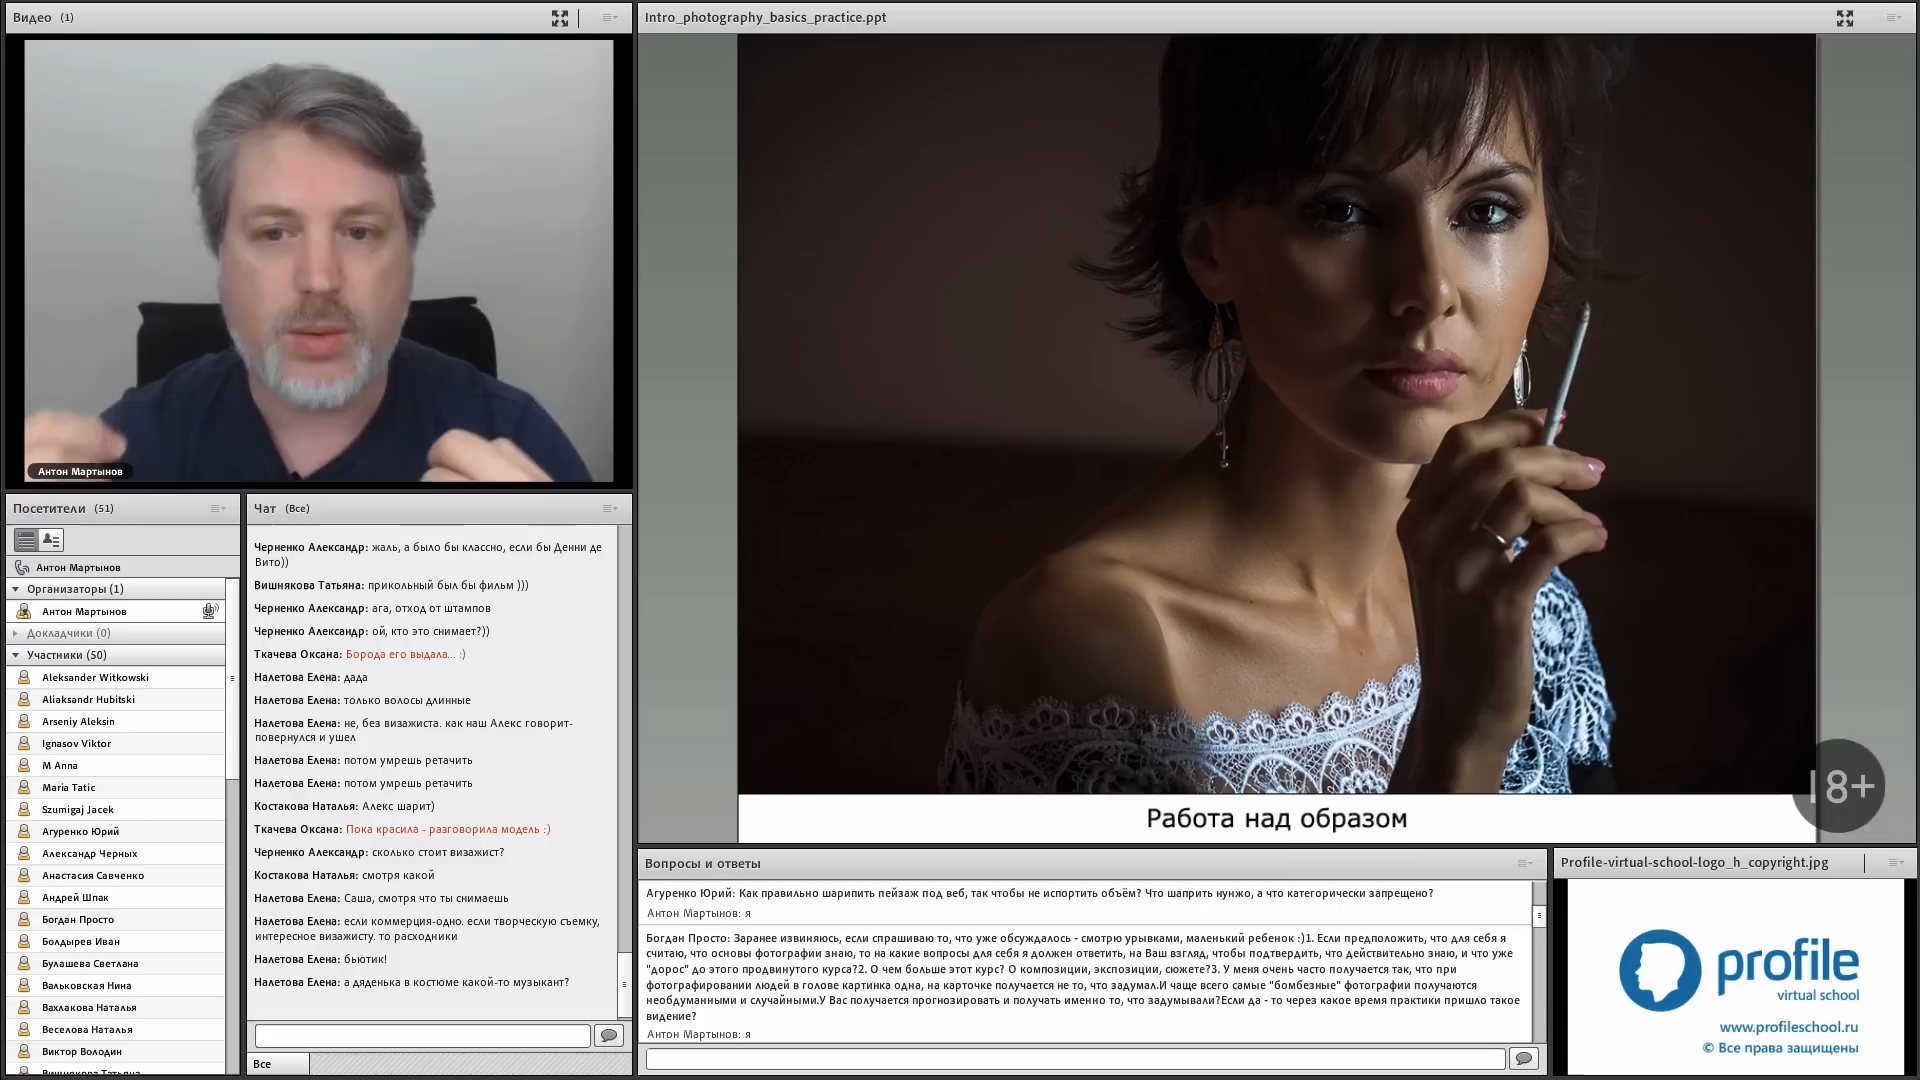 Видео (1)
Антон Мартынов
Посетители (51)
Антон Мартынов
Организаторы (1)
Антон Мартынов
Докладчики (0)
Участники (50)
Aleksander Witkowski
Aliaksandr Hubitski
Arseniy Aleksin
Ignasov Viktor
M Anna
Maria Tatic
Szumigaj Jacek
Агуренко Юрий
Александр Черных
Анастасия Савченко
Андрей Шпак
Богдан Просто
Болдырев Иван
Булашева Светлана
Вальковская Нина
Вахлакова Наталья
Веселова Наталья
Виктор Володин
Вишнякова Татьяна
Чат (Все)
Черненко Александр: жаль, а было бы классно, если бы Денни де
Вито))
Вишнякова Татьяна: прикольный был бы фильм )))
Черненко Александр: ага, отход от штампов
Черненко Александр: ой, кто это снимает?))
Ткачева Оксана: Борода его выдала... :)
Налетова Елена: дада
Налетова Елена: только волосы длинные
Налетова Елена: не, без визажиста. как наш Алекс говорит-
повернулся и ушел
Налетова Елена: потом умрешь ретачить
Налетова Елена: потом умрешь ретачить
Костакова Наталья: Алекс шарит)
Ткачева Оксана: Пока красила - разговорила модель :)
Черненко Александр: сколько стоит визажист?
Костакова Наталья: смотря какой
Налетова Елена: Саша, смотря что ты снимаешь
Налетова Елена: если коммерция-одно. если творческую съемку,
интересное визажисту. то расходники
Налетова Елена: бьютик!
Налетова Елена: а дяденька в костюме какой-то музыкант?
Все
Intro_photography_basics_practice.ppt
18+
Работа над образом
Вопросы и ответы
Агуренко Юрий: Как правильно шарипить пейзаж под веб, так чтобы не испортить объём? Что шаприть нунжо, а что категорически запрещено?
Антон Мартынов: я
Богдан Просто: Заранее извиняюсь, если спрашиваю то, что уже обсуждалось - смотрю урывками, маленький ребенок :)1. Если предположить, что для себя я
считаю, что основы фотографии знаю, то на какие вопросы для себя я должен ответить, на Ваш взгляд, чтобы подтвердить, что действительно знаю, и что уже
"дорос" до этого продвинутого курса?2. О чем больше этот курс? О композиции, экспозиции, сюжете?3. У меня очень часто получается так, что при
фотографировании людей в голове картинка одна, на карточке получается не то, что задумал.И чаще всего самые "бомбезные" фотографии получаются
необдуманными и случайными.У Вас получается прогнозировать и получать именно то, что задумывали?Если да - то через какое время практики пришло такое
видение?
Антон Мартынов: я
Profile-virtual-school-logo_h_copyright.jpg
profile
virtual school
www.profileschool.ru
© Все права защищены